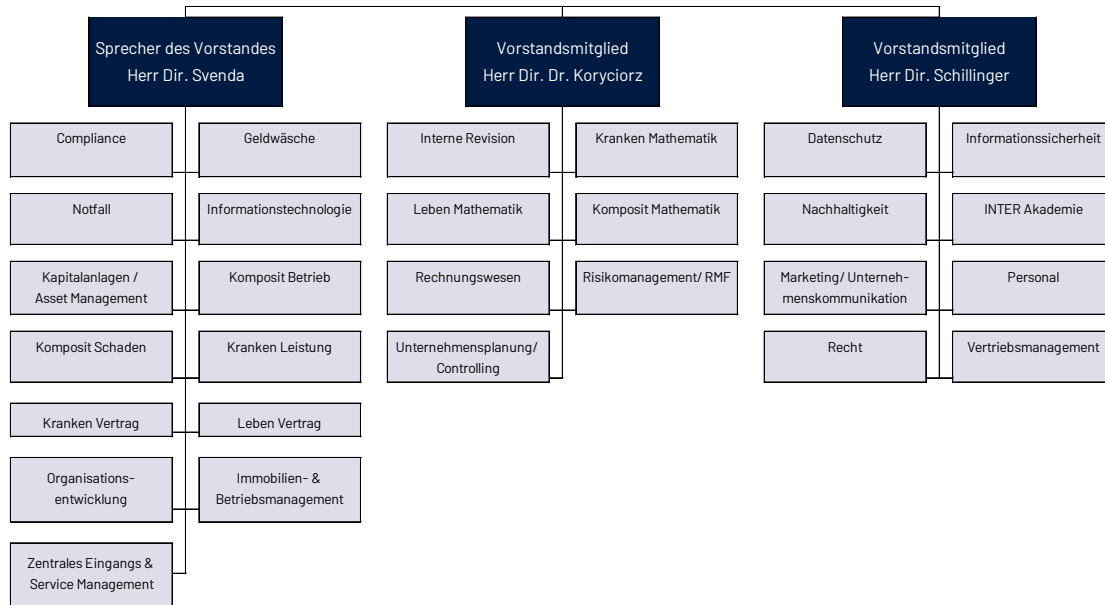 Sprecher des Vorstandes
Herr Dir. Svenda
Vorstandsmitglied
Herr Dir. Dr. Koryciorz
Vorstandsmitglied
Herr Dir. Schillinger
Compliance
Geldwäsche
Notfall
Informationstechnologie
Kapitalanlagen /
Asset Management
Komposit Betrieb
Komposit Schaden
Kranken Leistung
Kranken Vertrag
Leben Vertrag
Organisations-
entwicklung
Immobilien- &
Betriebsmanagement
Zentrales Eingangs &
Service Management
Interne Revision
Kranken Mathematik
Leben Mathematik
Komposit Mathematik
Rechnungswesen
Risikomanagement/ RMF
Unternehmensplanung/
Controlling
Datenschutz
Informationssicherheit
Nachhaltigkeit
INTER Akademie
Marketing/ Unterneh-
menskommunikation
Personal
Recht
Vertriebsmanagement